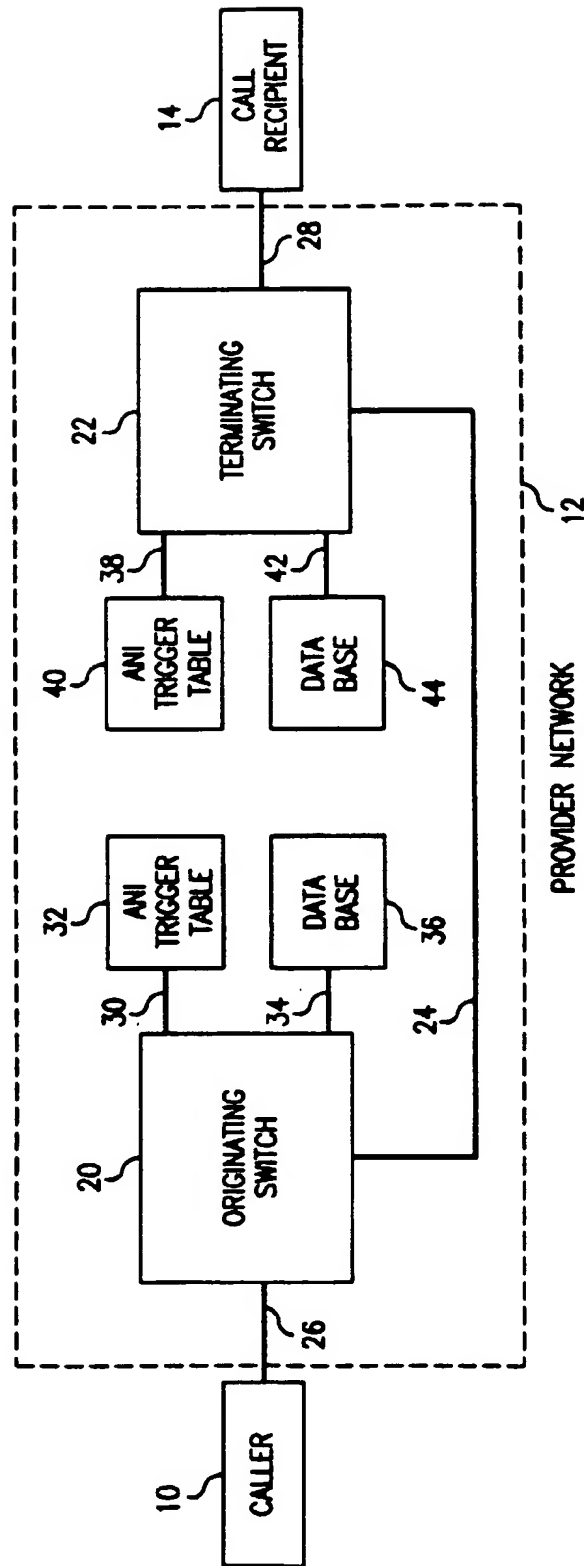 10
CALLER
26
20
ORIGINATING
SWITCH
30
32
ANI
TRIGGER
TABLE
34
DATA
BASE
36
24
40
ANI
TRIGGER
TABLE
38
44
DATA
BASE
42
22
TERMINATING
SWITCH
28
14
CALL
RECIPIENT
12
PROVIDER NETWORK